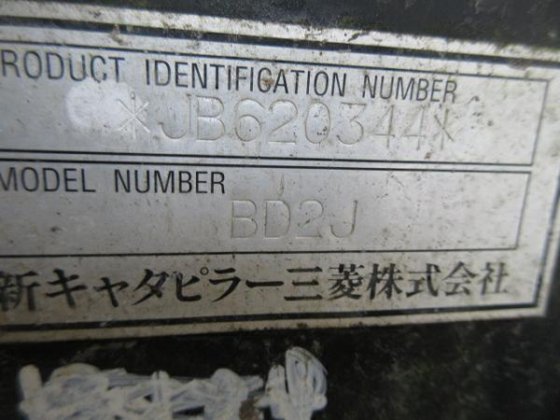 PRODUCT IDENTIFICATION NUMBER
*JB620344*
MODEL NUMBER
BD2J
新キャタピラー三菱株式会社